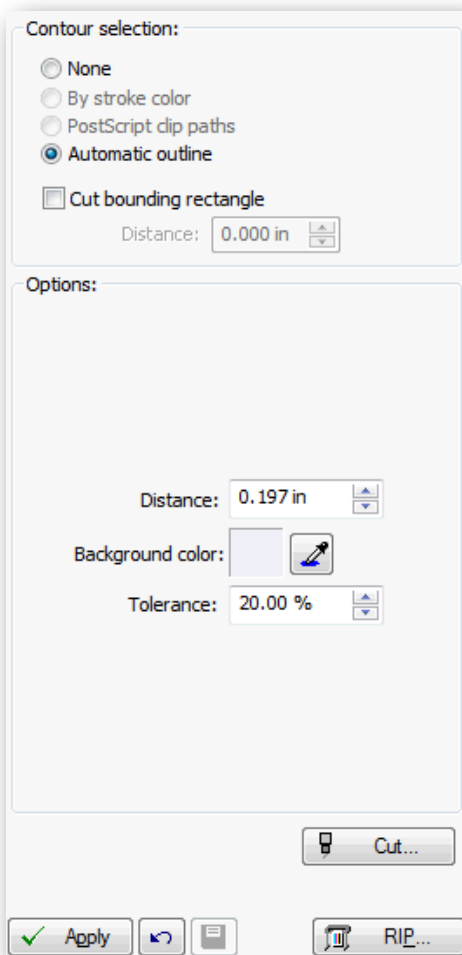 Contour selection:
None
By stroke color
PostScript clip paths
Automatic outline
Cut bounding rectangle
Distance: 0.000 in
Options:
Distance: 0.197 in
Background color:
Tolerance: 20.00 %
Cut...
Apply RIP...